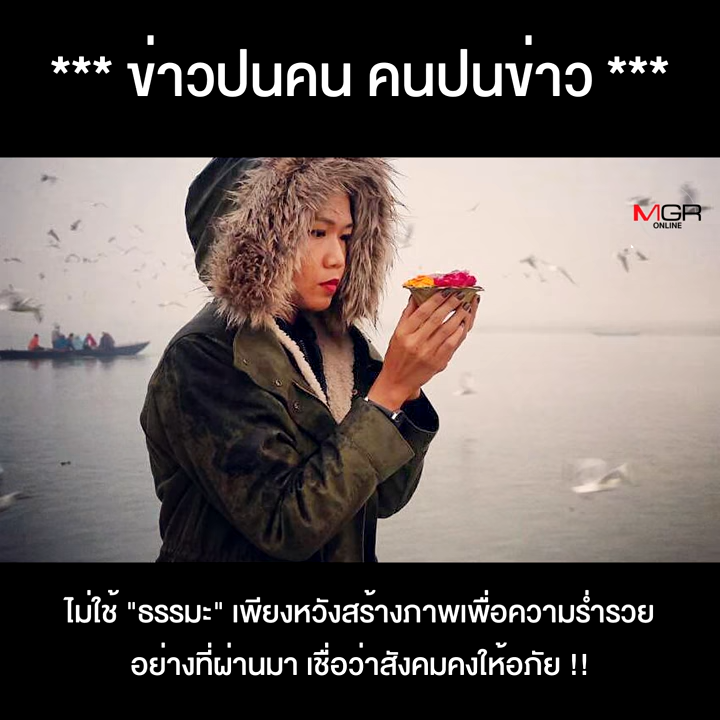 *** ข่าวปนคน คนปนข่าว ***
MGR
ONLINE
ไม่ใช้ "ธรรมะ" เพียงหวังสร้างภาพเพื่อความร่ำรวย
อย่างที่ผ่านมา เชื่อว่าสังคมคงให้อภัย !!